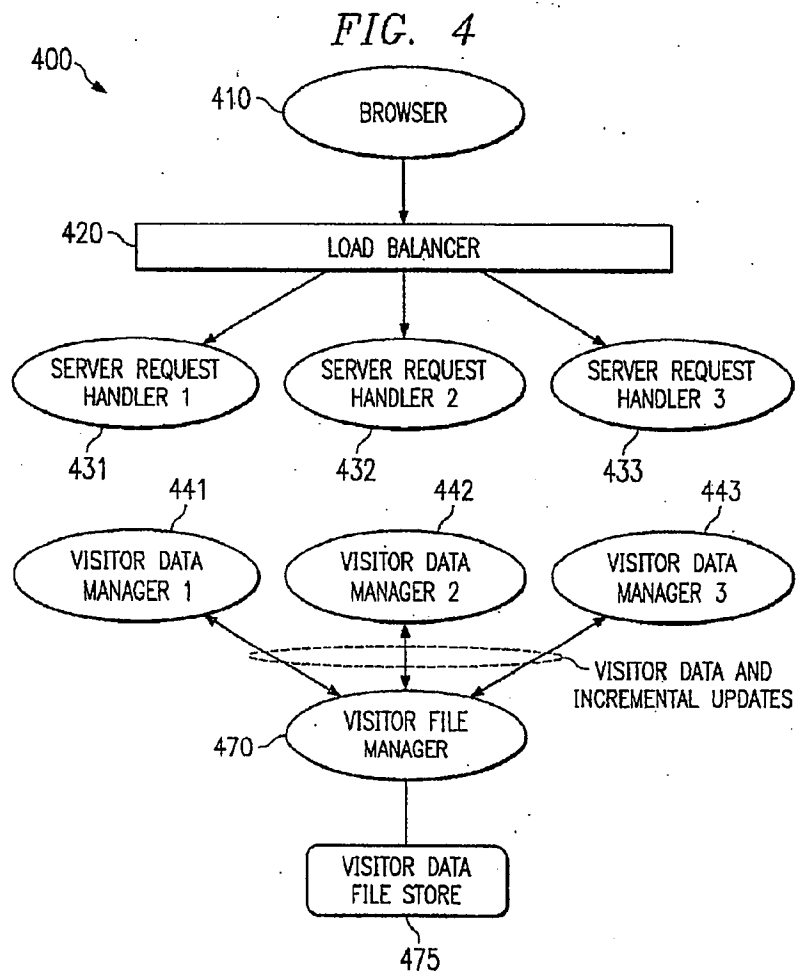 FIG. 4
400
410
BROWSER
420
LOAD BALANCER
SERVER REQUEST
HANDLER 1
SERVER REQUEST
HANDLER 2
SERVER REQUEST
HANDLER 3
431
432
433
441
442
443
VISITOR DATA
MANAGER 1
VISITOR DATA
MANAGER 2
VISITOR DATA
MANAGER 3
VISITOR DATA AND
INCREMENTAL UPDATES
470
VISITOR FILE
MANAGER
VISITOR DATA
FILE STORE
475